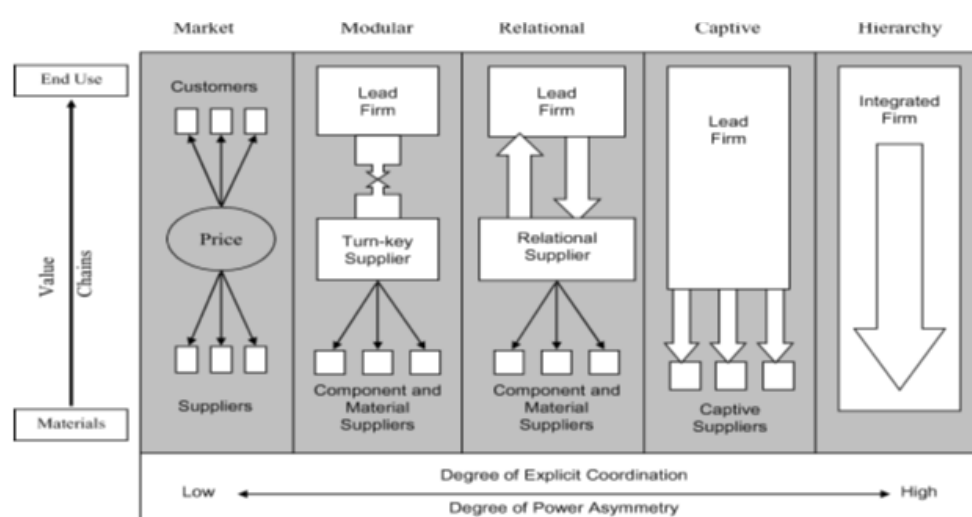 Market
Modular
Relational
Captive
Hierarchy
End Use
Value
Chains
Materials
Customers
Price
Suppliers
Lead
Firm
Turn-key
Supplier
Component and
Material
Suppliers
Lead
Firm
Relational
Supplier
Component and
Material
Suppliers
Lead
Firm
Captive
Suppliers
Integrated
Firm
Degree of Explicit Coordination
Low
High
Degree of Power Asymmetry